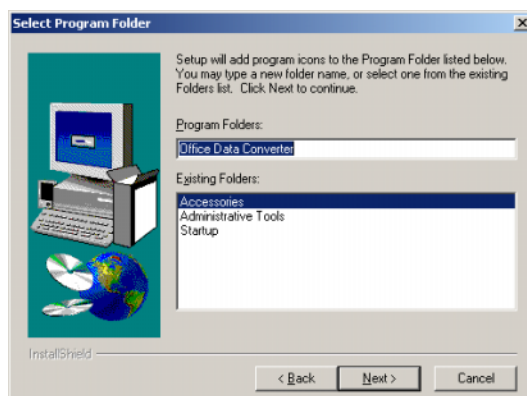 Select Program Folder
Setup will add program icons to the Program Folder listed below.
You may type a new folder name, or select one from the existing
Folders list. Click Next to continue.
Program Folders:
Office Data Converter
Existing Folders:
Accessories
Administrative Tools
Startup
InstallShield
< Back Next > Cancel